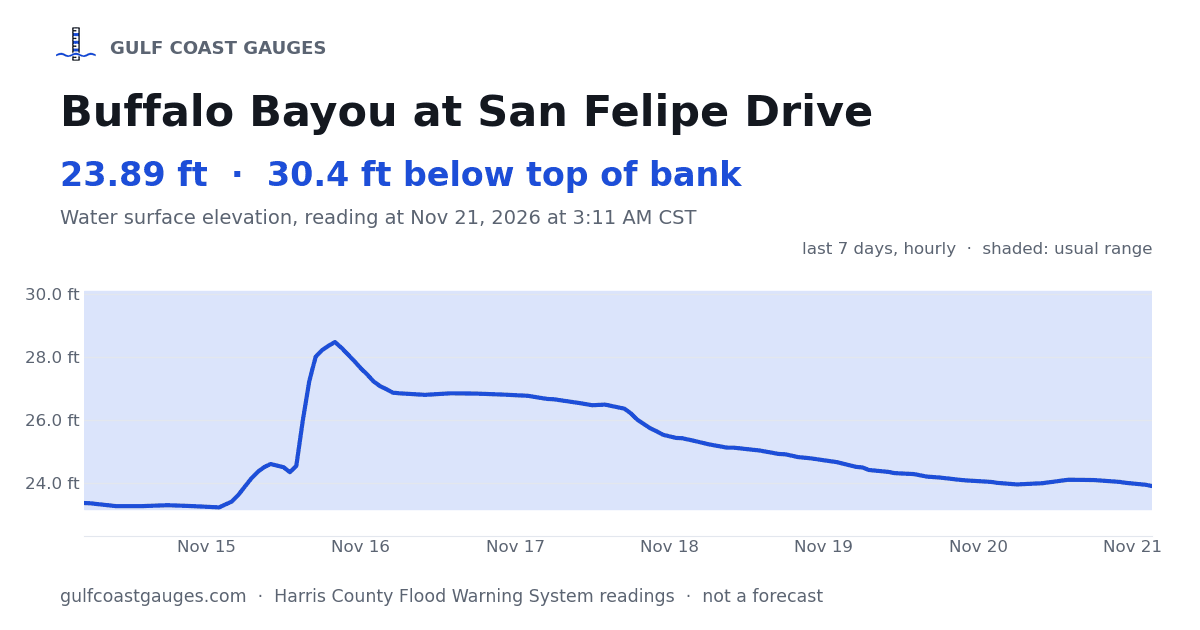 GULF COAST GAUGES
Buffalo Bayou at San Felipe Drive
23.89 ft · 30.4 ft below top of bank
Water surface elevation, reading at Nov 21, 2026 at 3:11 AM CST
last 7 days, hourly · shaded: usual range
30.0 ft
28.0 ft
26.0 ft
24.0 ft
Nov 15 Nov 16 Nov 17 Nov 18 Nov 19 Nov 20 Nov 21
gulfcoastgauges.com · Harris County Flood Warning System readings · not a forecast